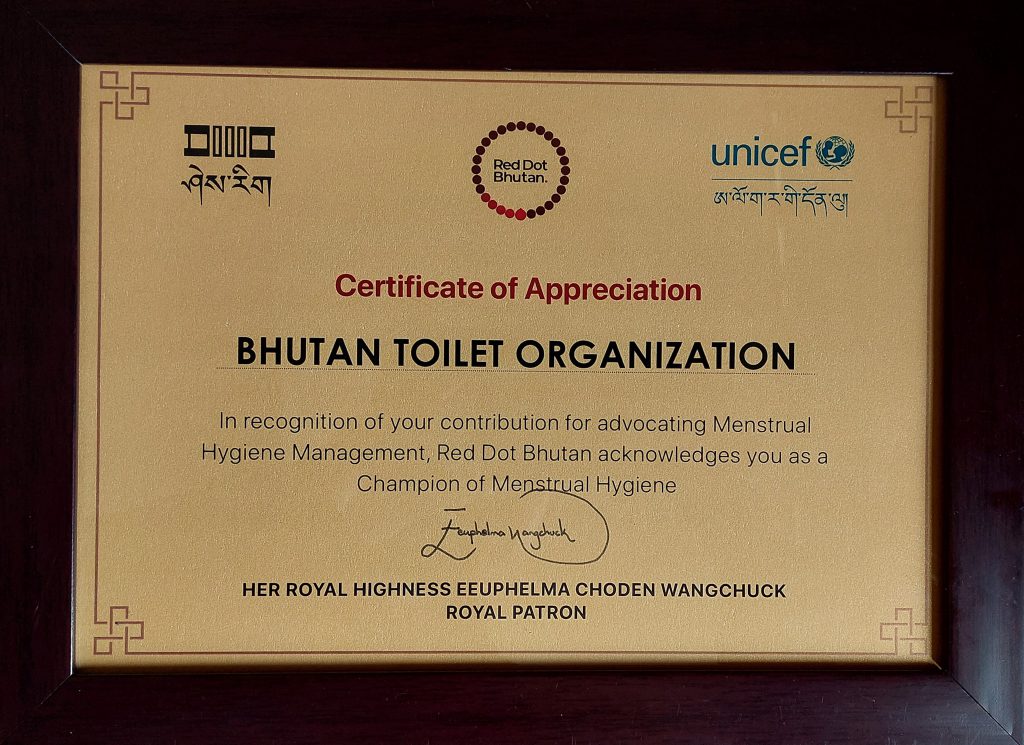 ཤེས་རིག
Red Dot
Bhutan.
unicef
ཨ་ལོ་ག་ར་གི་དོན་ལུ།
Certificate of Appreciation
BHUTAN TOILET ORGANIZATION
In recognition of your contribution for advocating Menstrual
Hygiene Management, Red Dot Bhutan acknowledges you as a
Champion of Menstrual Hygiene
Eeuphelma Wangchuck
HER ROYAL HIGHNESS EEUPHELMA CHODEN WANGCHUCK
ROYAL PATRON